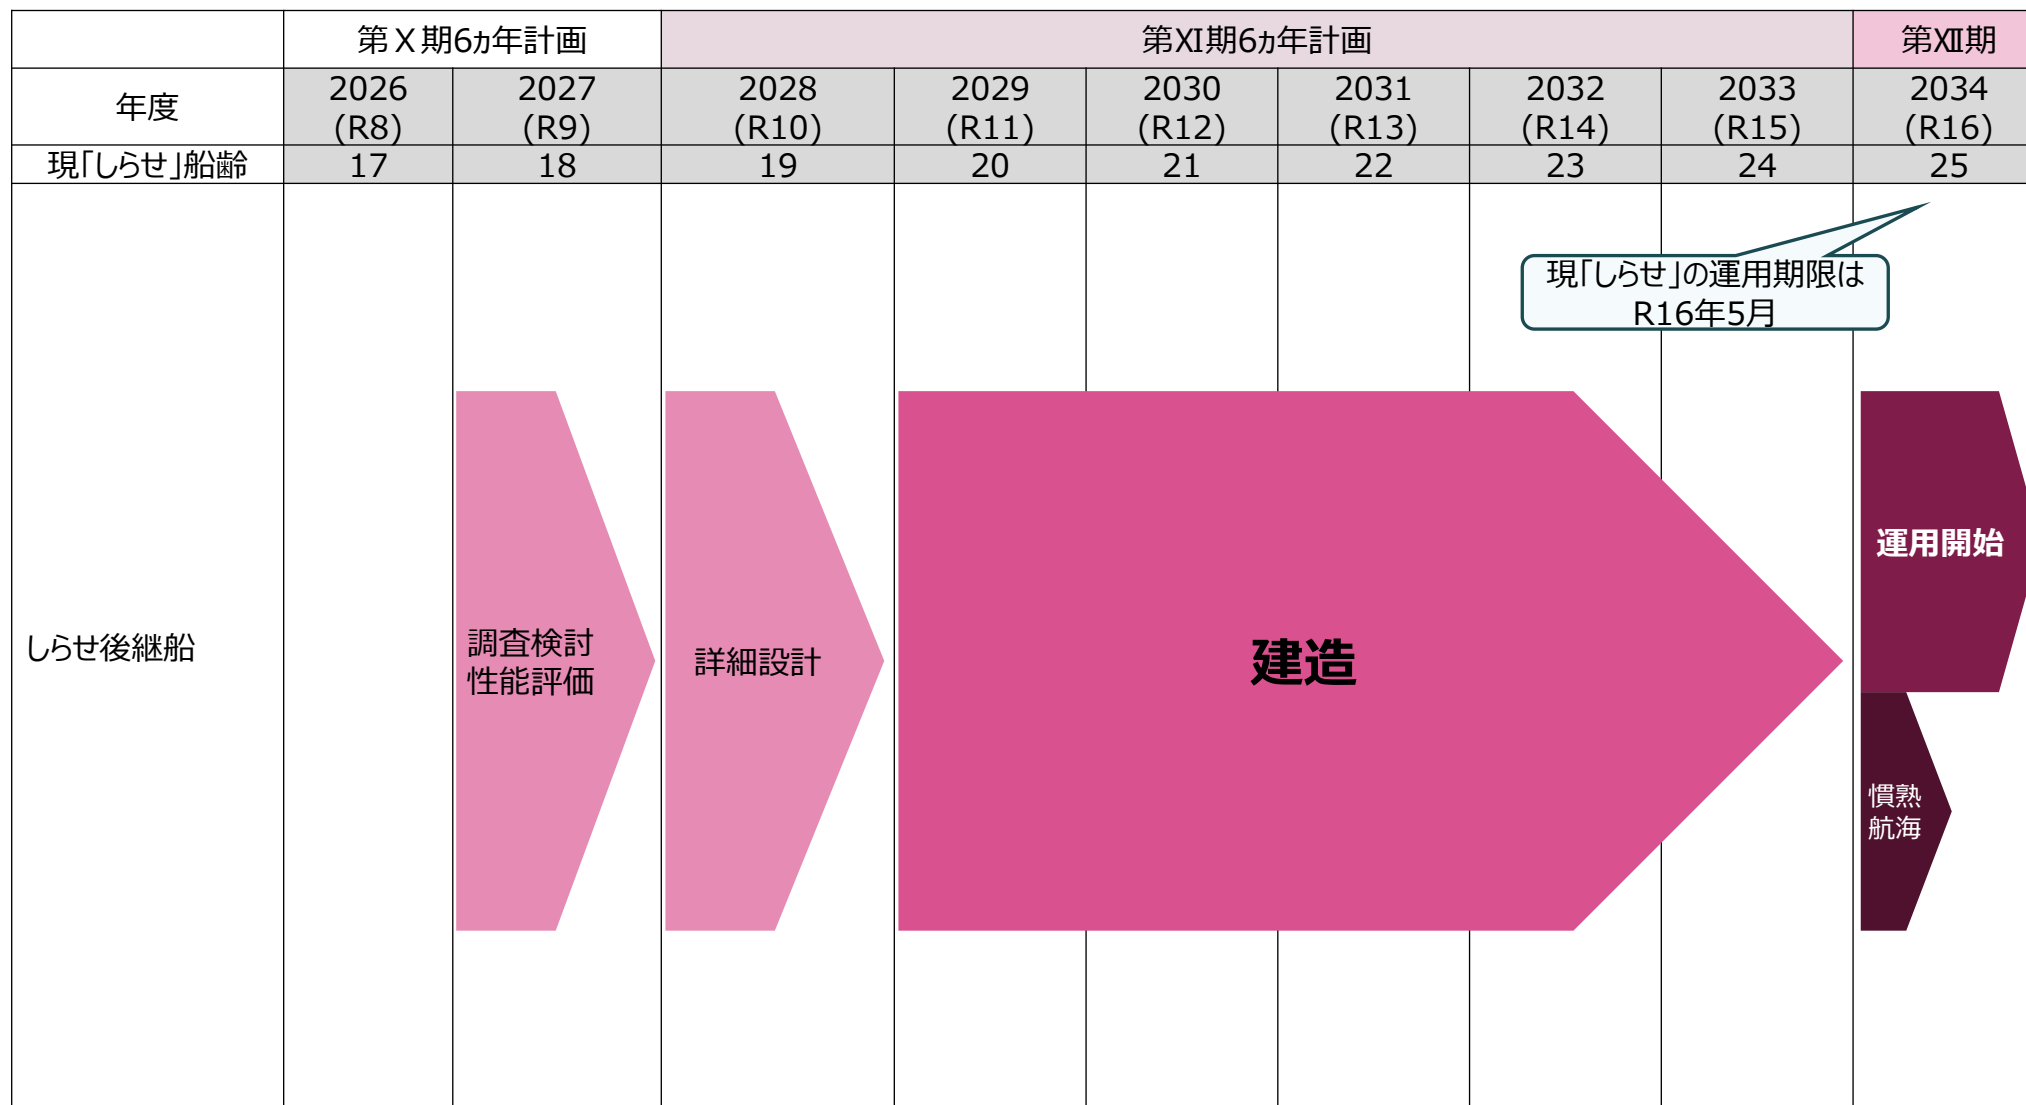 第Ⅹ期6ヵ年計画
第Ⅺ期6ヵ年計画
第Ⅻ期
年度
2026
(R8)
2027
(R9)
2028
(R10)
2029
(R11)
2030
(R12)
2031
(R13)
2032
(R14)
2033
(R15)
2034
(R16)
現「しらせ」船齢
17
18
19
20
21
22
23
24
25
現「しらせ」の運用期限は
R16年5月
しらせ後継船
調査検討
性能評価
詳細設計
建造
運用開始
慣熟
航海